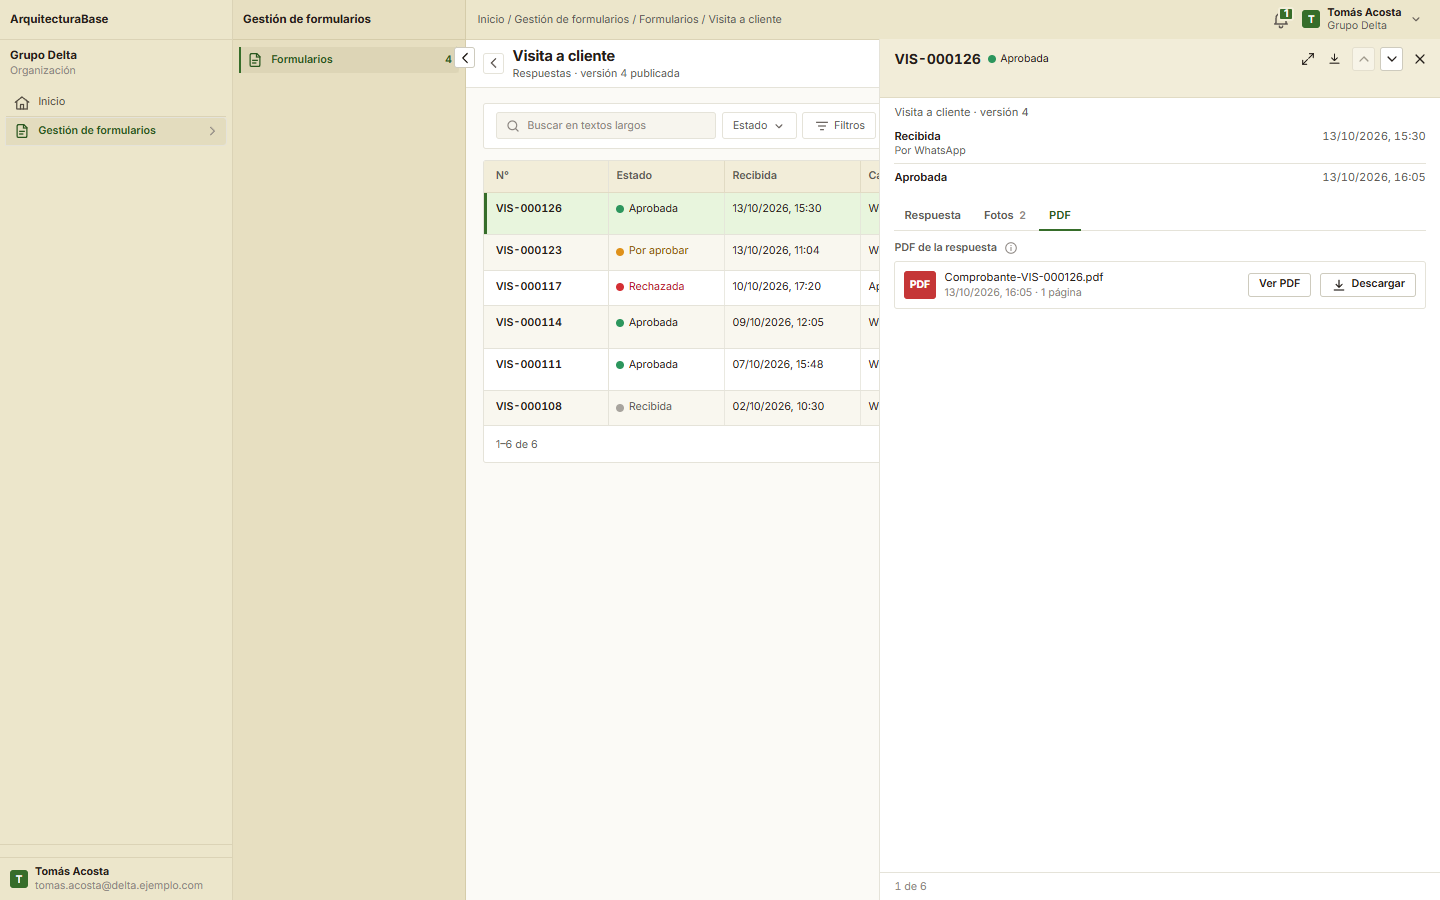 ArquitecturaBase
Grupo Delta
Organización
Inicio
Gestión de formularios
Tomás Acosta
tomas.acosta@delta.ejemplo.com
Gestión de formularios
Formularios 4
Inicio / Gestión de formularios / Formularios / Visita a cliente
1
T Tomás Acosta
Grupo Delta
Visita a cliente
Respuestas · versión 4 publicada
Buscar en textos largos Estado Filtros
N° Estado Recibida Ca
VIS-000126 Aprobada 13/10/2026, 15:30 W
VIS-000123 Por aprobar 13/10/2026, 11:04 W
VIS-000117 Rechazada 10/10/2026, 17:20 Ap
VIS-000114 Aprobada 09/10/2026, 12:05 W
VIS-000111 Aprobada 07/10/2026, 15:48 W
VIS-000108 Recibida 02/10/2026, 10:30 W
1–6 de 6
VIS-000126 Aprobada
Visita a cliente · versión 4
Recibida 13/10/2026, 15:30
Por WhatsApp
Aprobada 13/10/2026, 16:05
Respuesta Fotos 2 PDF
PDF de la respuesta
PDF Comprobante-VIS-000126.pdf
13/10/2026, 16:05 · 1 página
Ver PDF Descargar
1 de 6
T